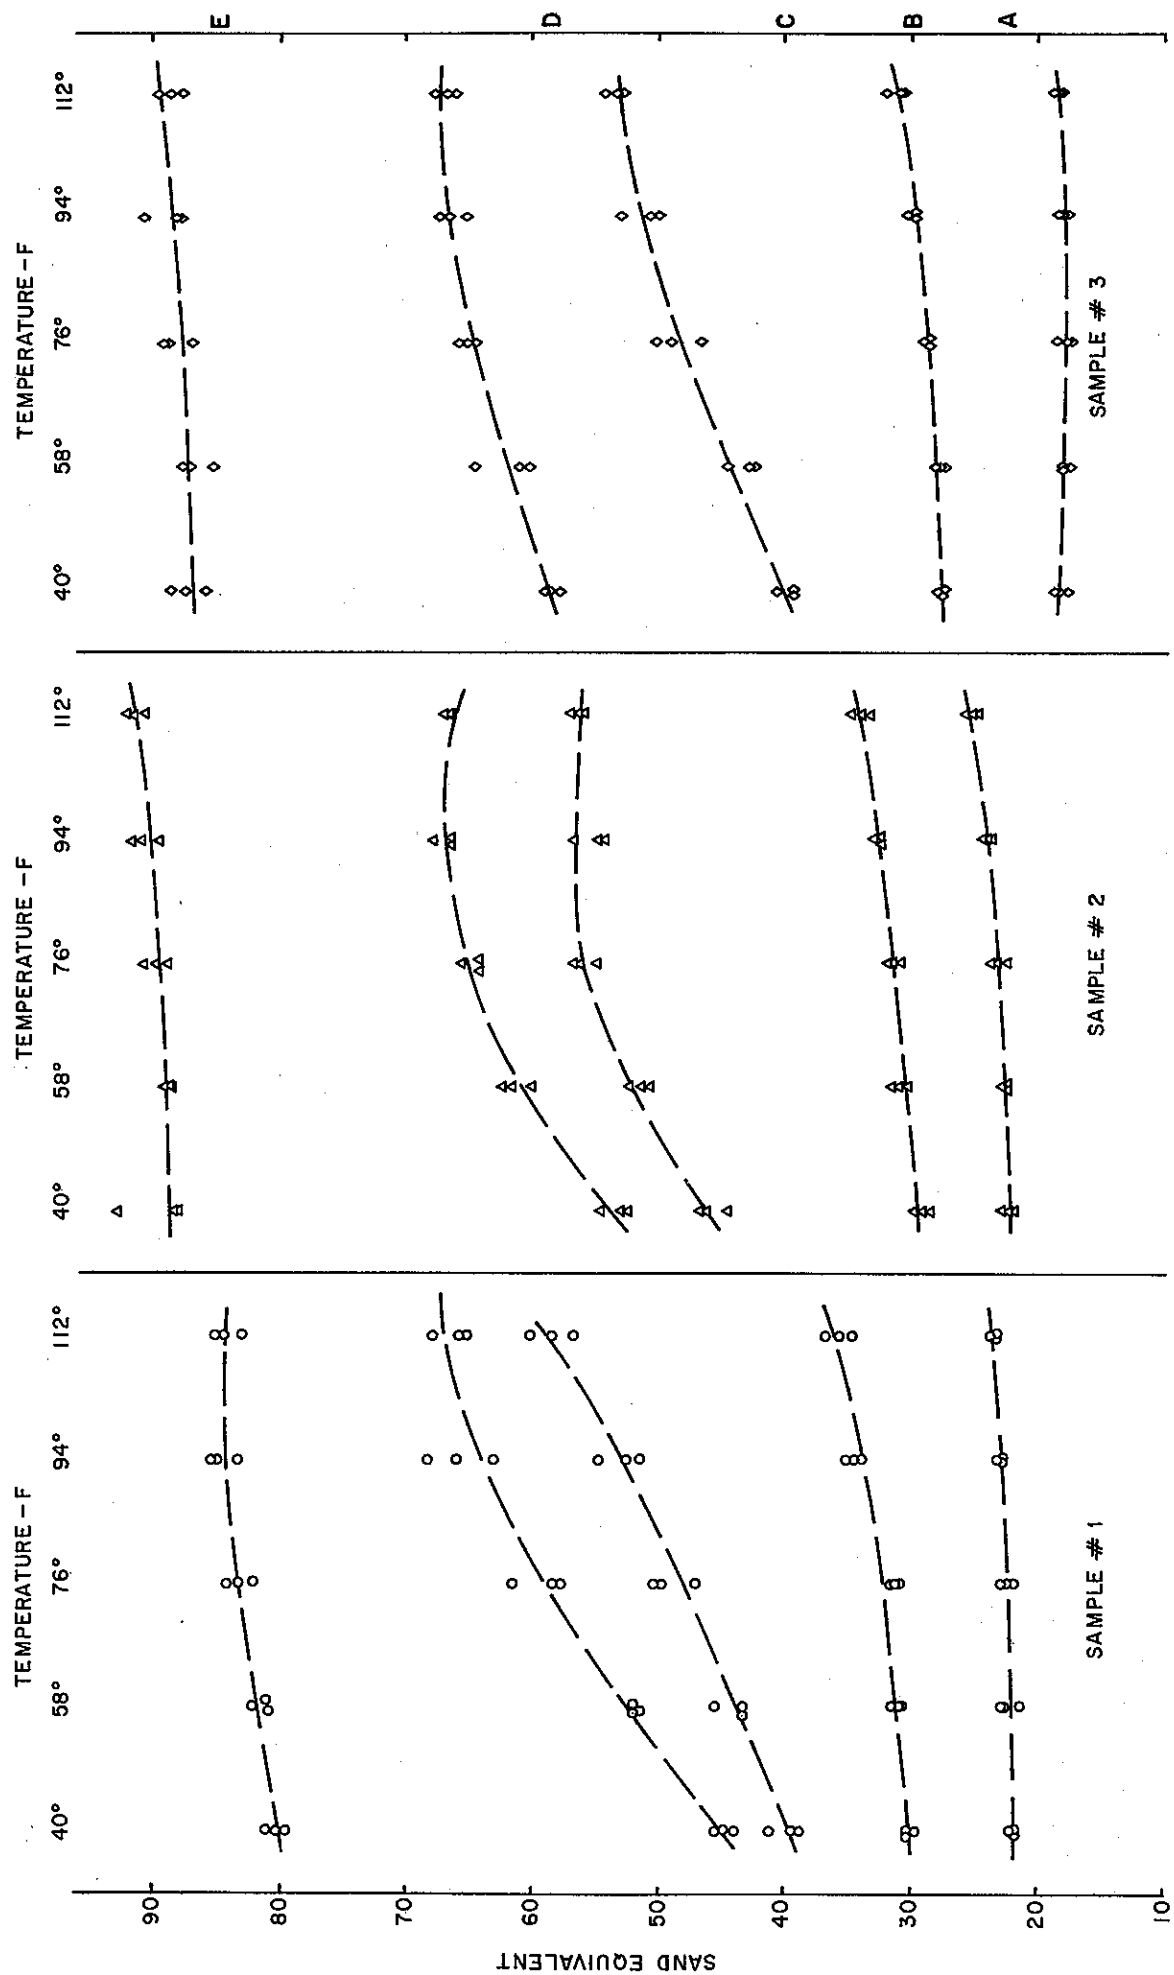 TEMPERATURE - F
TEMPERATURE - F
TEMPERATURE - F
40° 58° 76° 94° 112°
40° 58° 76° 94° 112°
40° 58° 76° 94° 112°
SAND EQUIVALENT
90
80
70
60
50
40
30
20
10
E
D
C
B
A
SAMPLE # 1
SAMPLE # 2
SAMPLE # 3